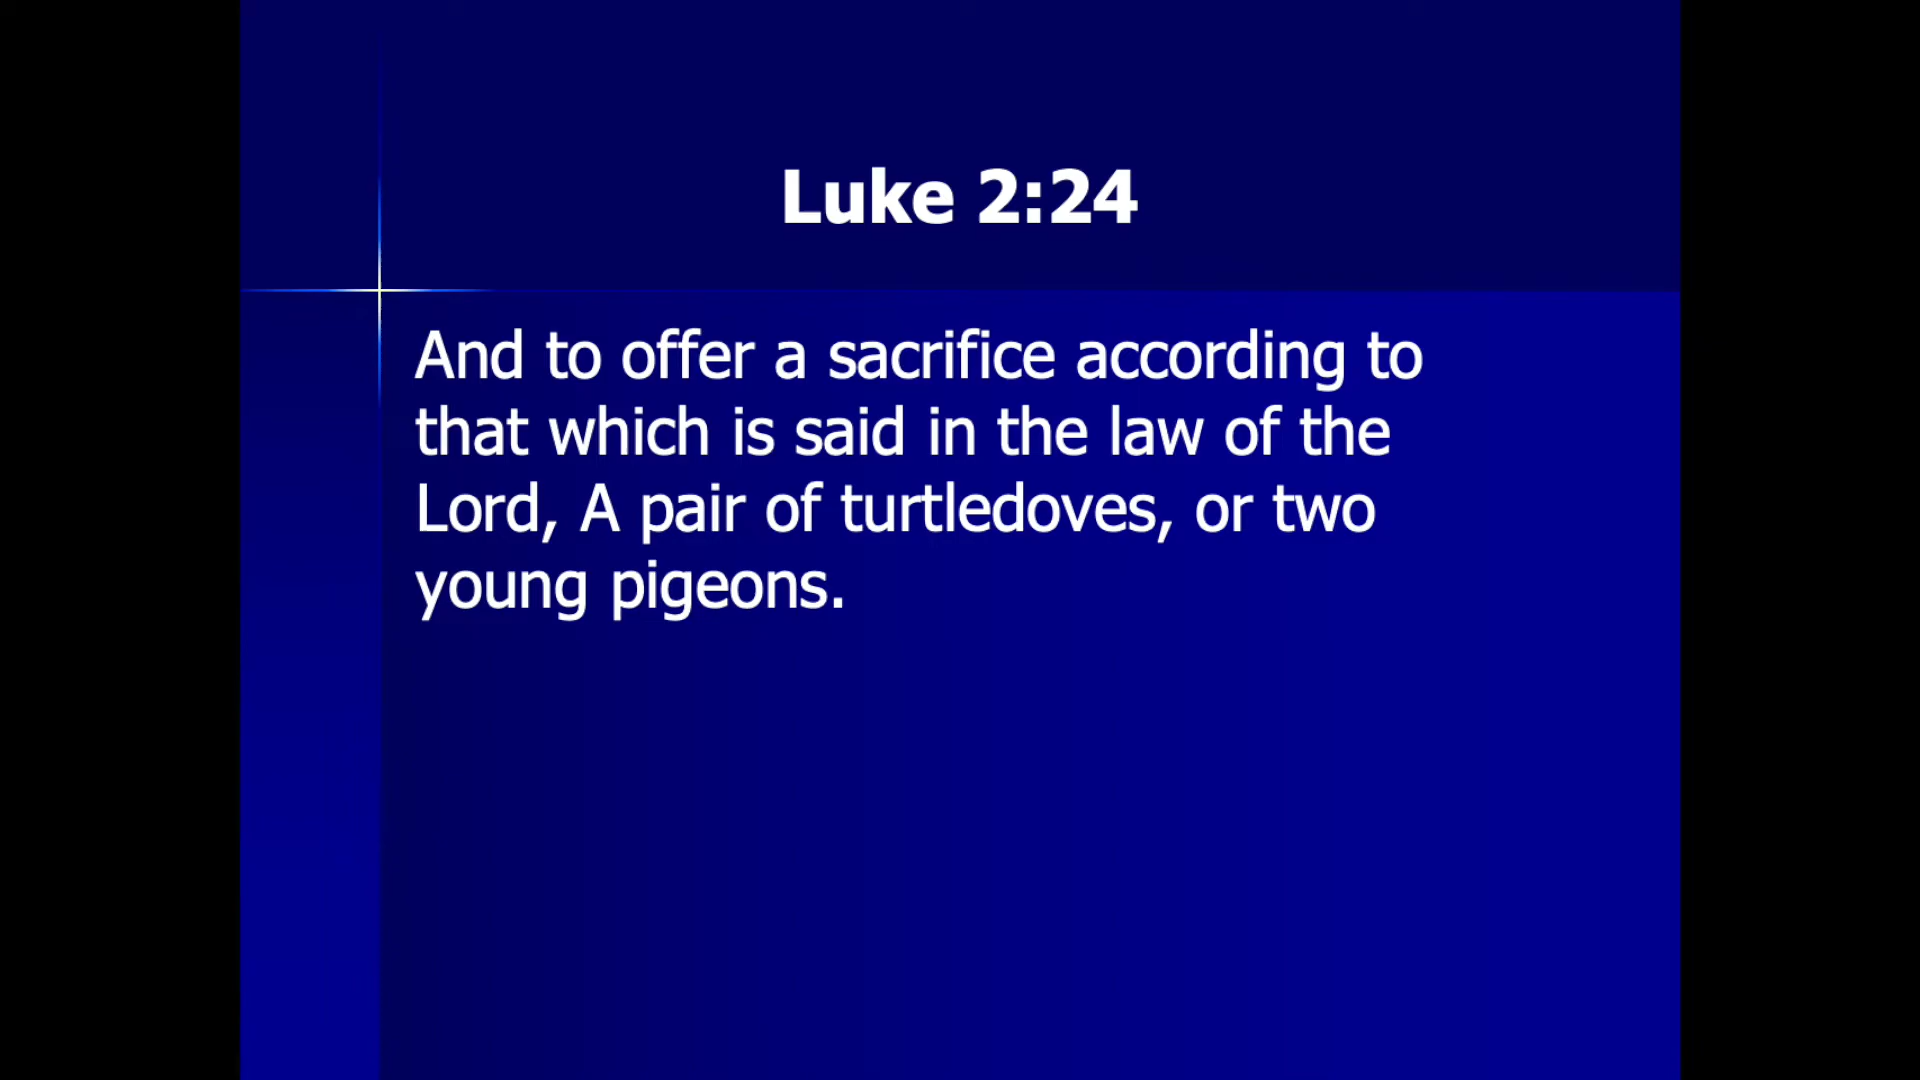 Luke 2:24
And to offer a sacrifice according to
that which is said in the law of the
Lord, A pair of turtledoves, or two
young pigeons.